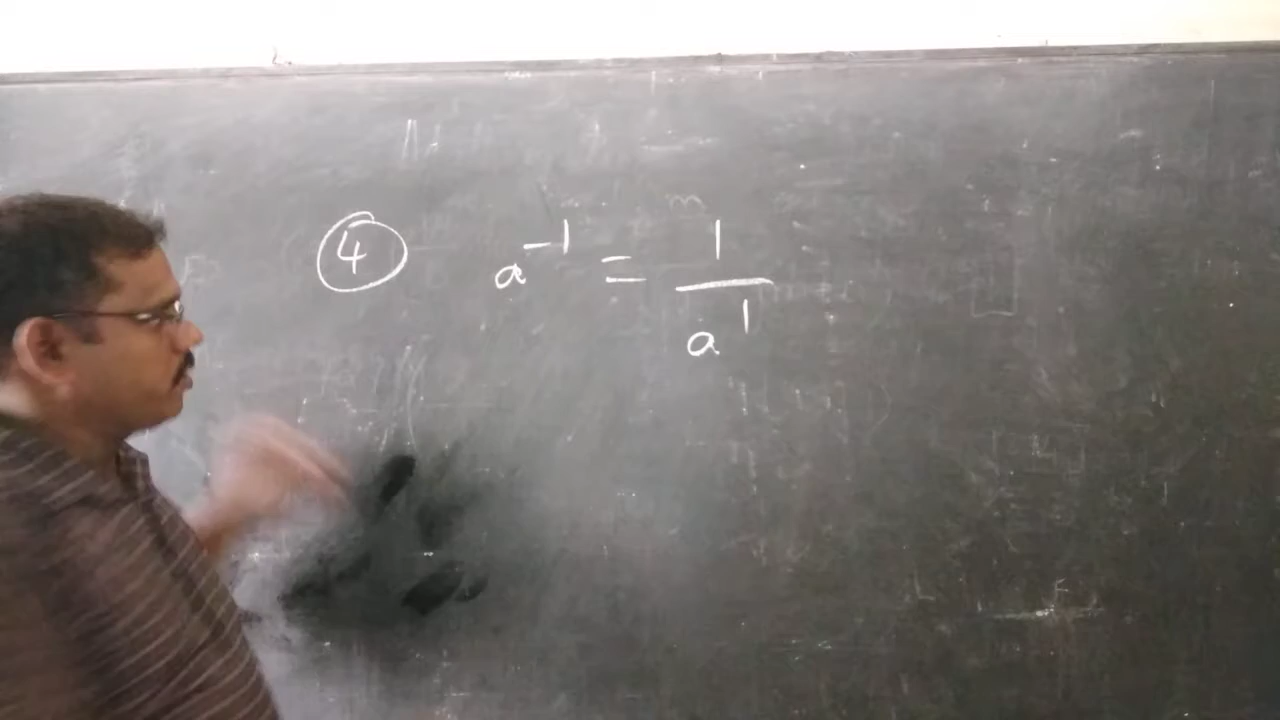 ④ a⁻¹ = 1/a¹